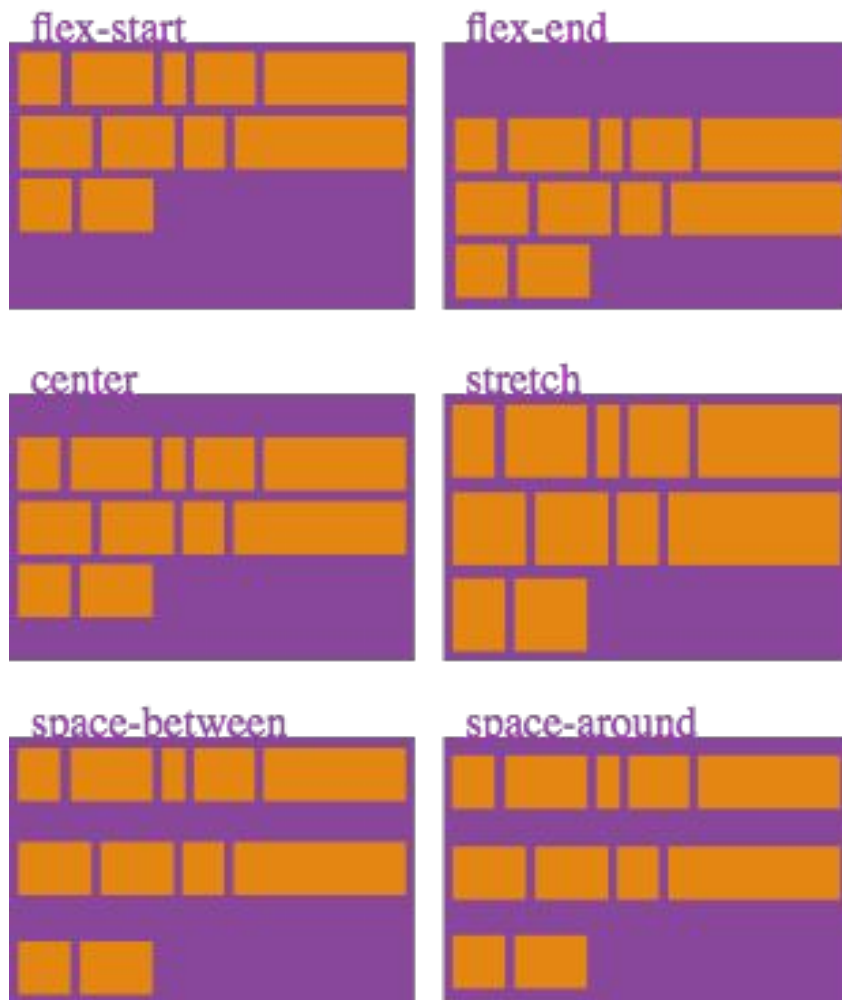 flex-start
flex-end
center
stretch
space-between
space-around